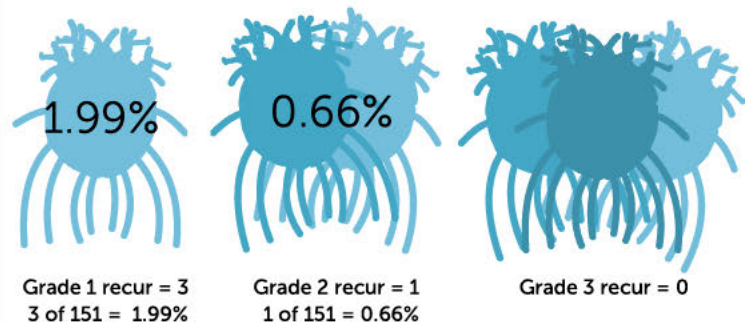 1.99%
0.66%
Grade 1 recur = 3
3 of 151 = 1.99%
Grade 2 recur = 1
1 of 151 = 0.66%
Grade 3 recur = 0